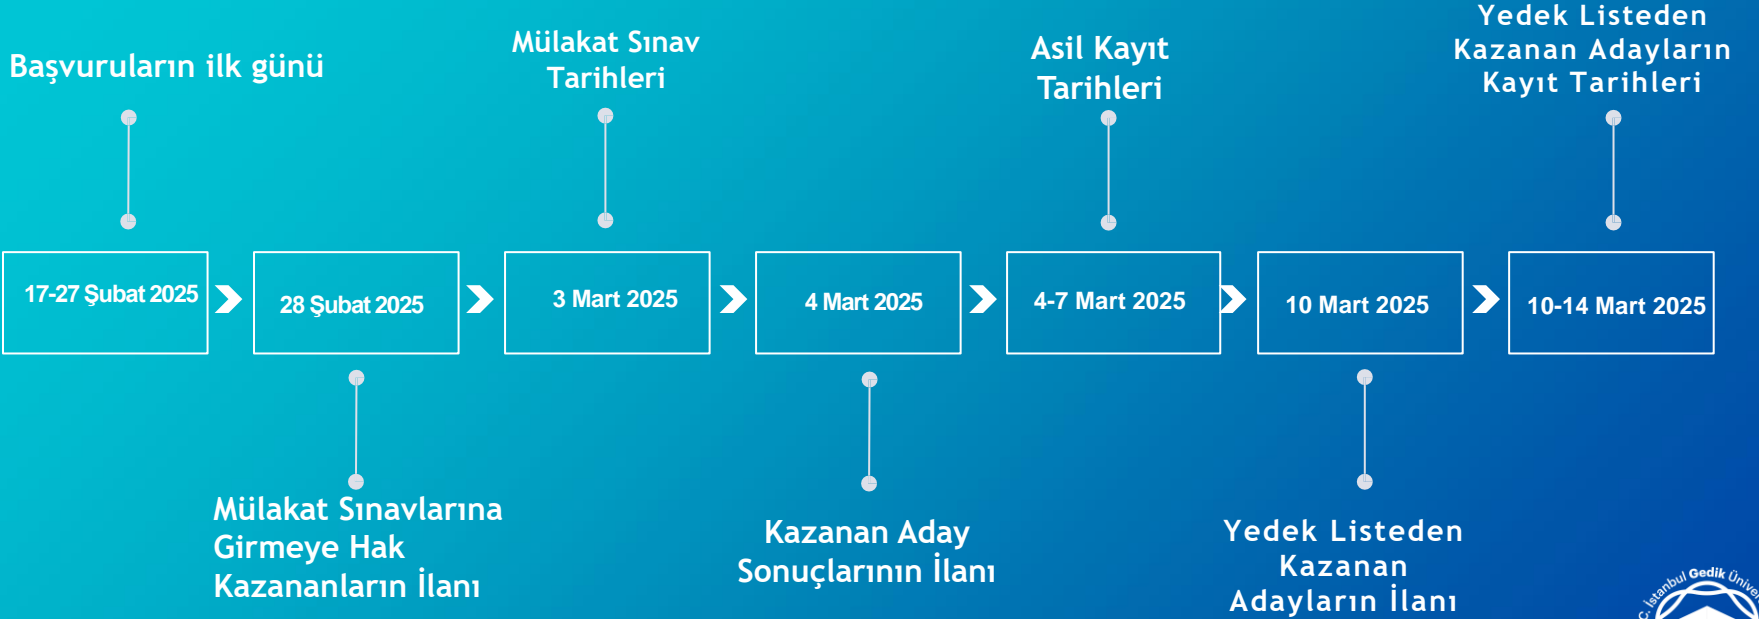 Başvuruların ilk günü
Mülakat Sınav
Tarihleri
Asil Kayıt
Tarihleri
Yedek Listeden
Kazanan Adayların
Kayıt Tarihleri
17-27 Şubat 2025
28 Şubat 2025
3 Mart 2025
4 Mart 2025
4-7 Mart 2025
10 Mart 2025
10-14 Mart 2025
Mülakat Sınavlarına
Girmeye Hak
Kazananların İlanı
Kazanan Aday
Sonuçlarının İlanı
Yedek Listeden
Kazanan
Adayların İlanı
İstanbul Gedik